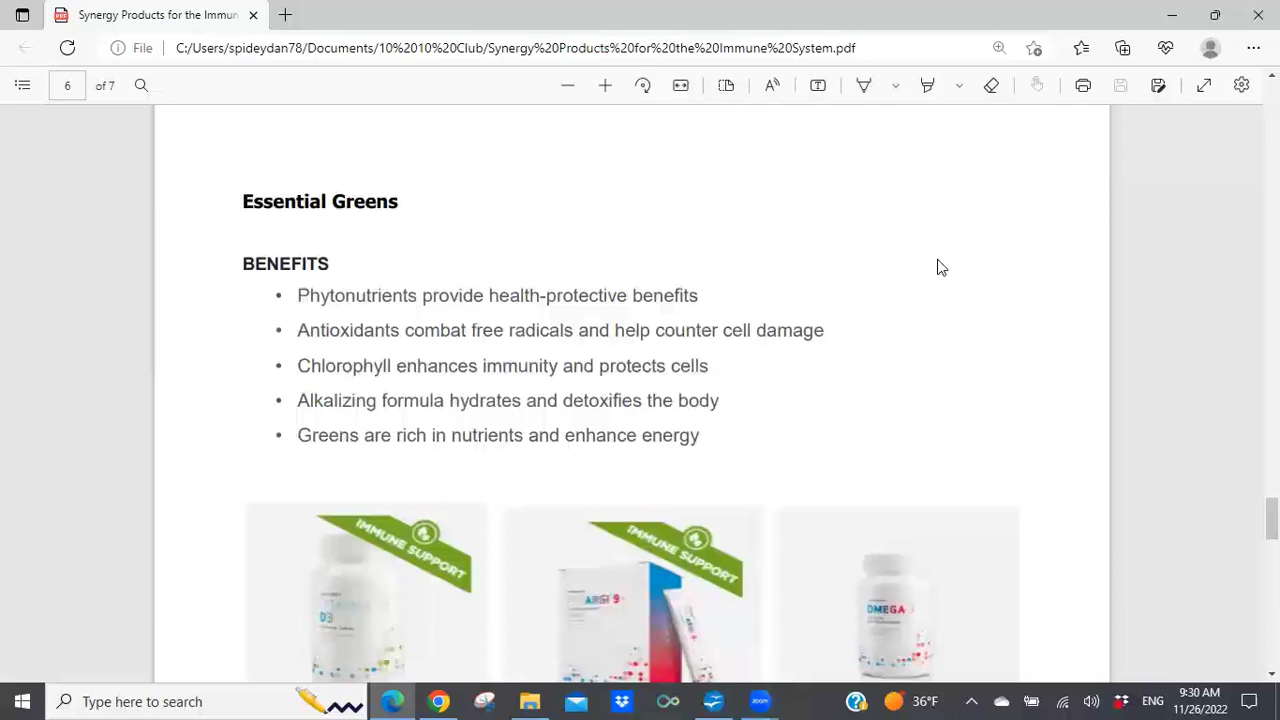 Synergy Products for the Immun
File
C:/Users/spideydan78/Documents/10%2010%20Club/Synergy%20Products%20for%20the%20Immune%20System.pdf
6 of 7
Essential Greens
BENEFITS
• Phytonutrients provide health-protective benefits
• Antioxidants combat free radicals and help counter cell damage
• Chlorophyll enhances immunity and protects cells
• Alkalizing formula hydrates and detoxifies the body
• Greens are rich in nutrients and enhance energy
IMMUNE SUPPORT
D3
IMMUNE SUPPORT
OMEGA-3
Type here to search
zoom
36°F
ENG
9:30 AM
11/26/2022